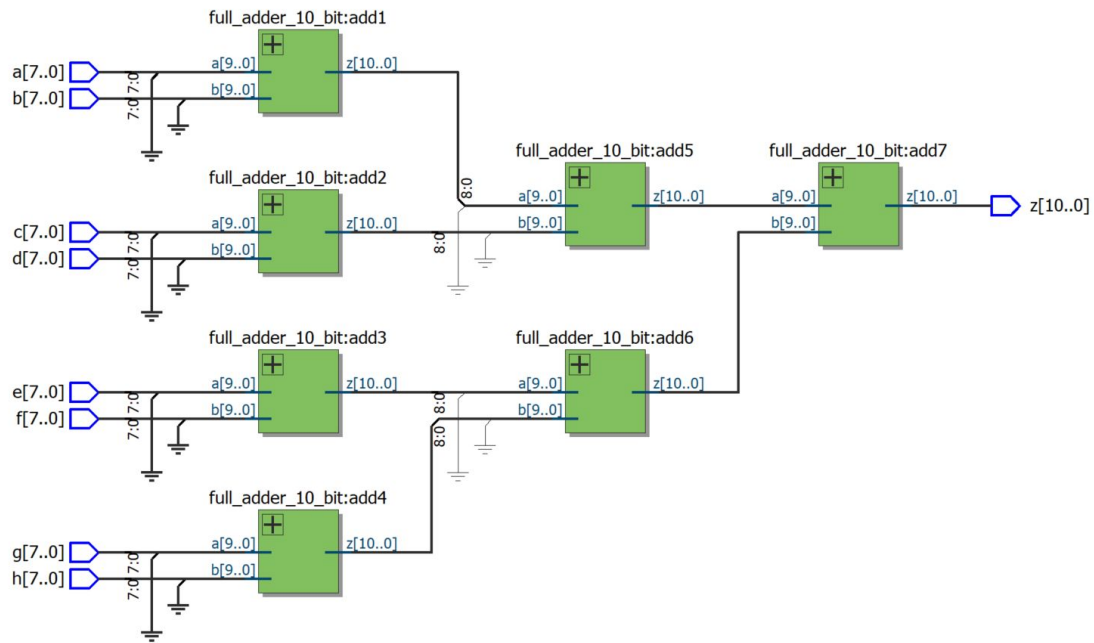 full_adder_10_bit:add1
a[7..0]
7:0
a[9..0]
z[10..0]
b[7..0]
7:0
b[9..0]
full_adder_10_bit:add2
c[7..0]
7:0
a[9..0]
z[10..0]
d[7..0]
7:0
b[9..0]
full_adder_10_bit:add3
e[7..0]
7:0
a[9..0]
z[10..0]
f[7..0]
7:0
b[9..0]
full_adder_10_bit:add4
g[7..0]
7:0
a[9..0]
z[10..0]
h[7..0]
7:0
b[9..0]
full_adder_10_bit:add5
8:0
a[9..0]
z[10..0]
8:0
b[9..0]
full_adder_10_bit:add6
8:0
a[9..0]
z[10..0]
8:0
b[9..0]
full_adder_10_bit:add7
a[9..0]
z[10..0]
b[9..0]
z[10..0]